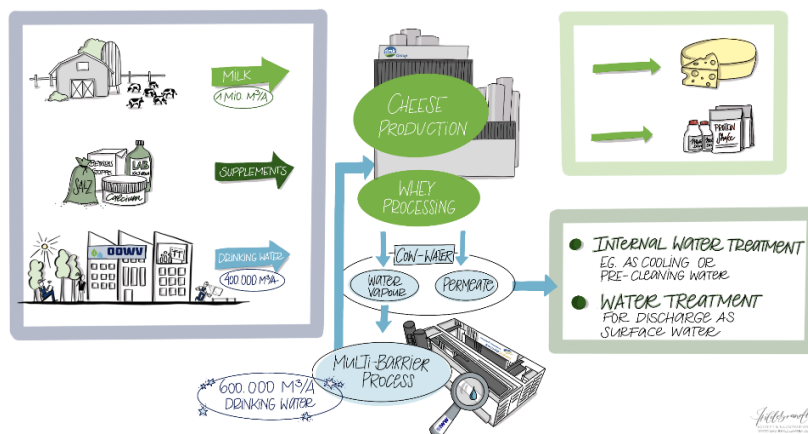 MILK
1 MIO. M³/A
LAB
SALZ
Calcium
SUPPLEMENTS
OOWV
DRINKING WATER
400 000 M³/A
CHEESE
PRODUCTION
WHEY
PROCESSING
COW-WATER
WATER
VAPOUR
PERMEATE
MULTI-BARRIER
PROCESS
600.000 M³/A
DRINKING WATER
PROTEIN
Shake
INTERNAL WATER TREATMENT
EG. AS COOLING OR
PRE-CLEANING WATER
WATER TREATMENT
FOR DISCHARGE AS
SURFACE WATER